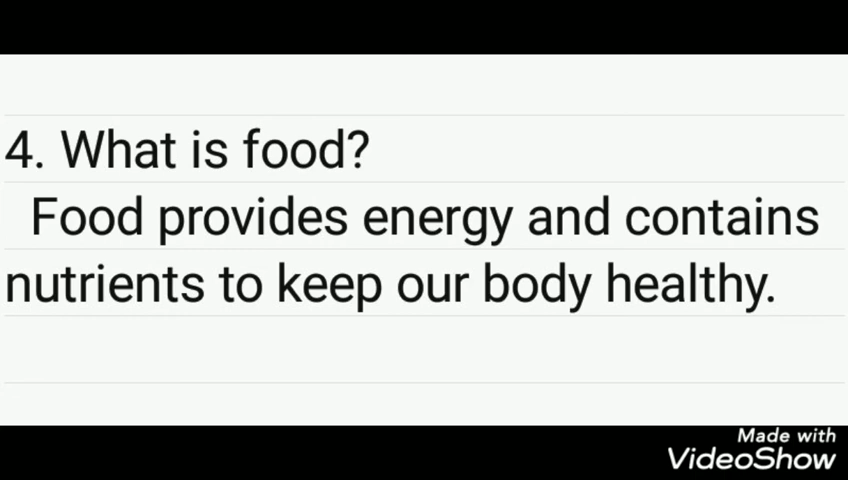 4. What is food?
Food provides energy and contains
nutrients to keep our body healthy.
Made with
VideoShow